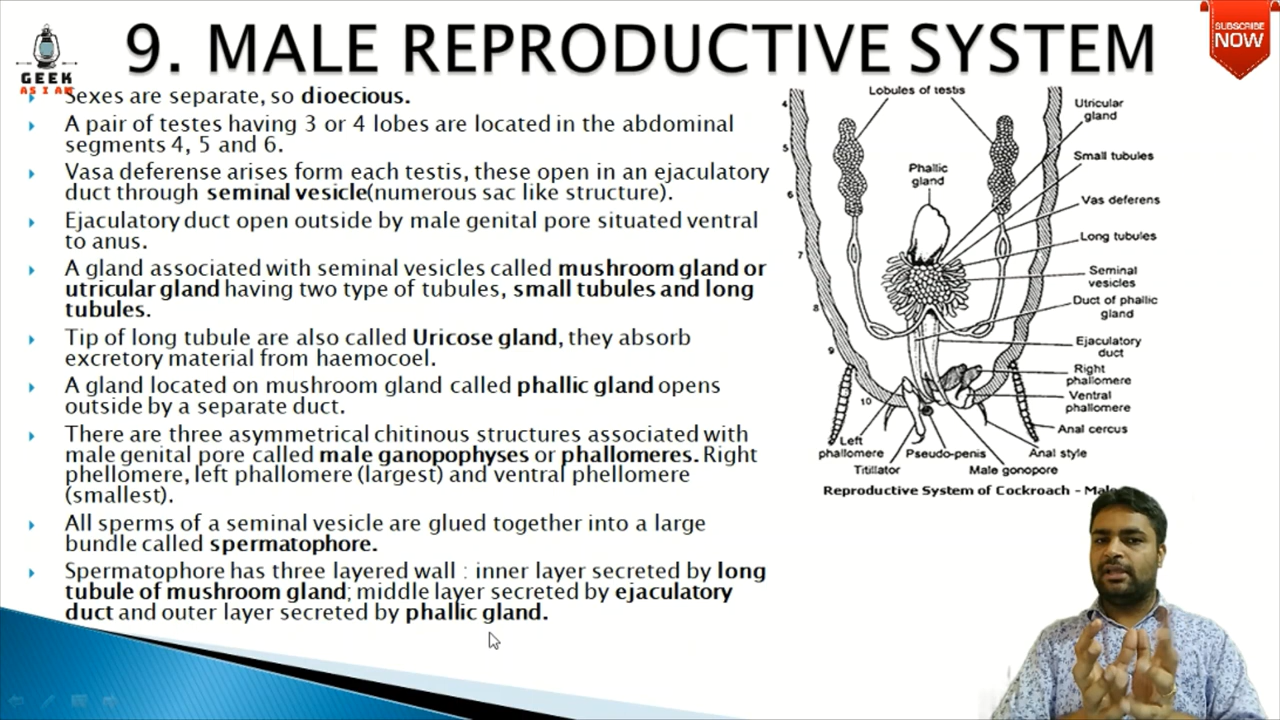 9. MALE REPRODUCTIVE SYSTEM
SUBSCRIBE
NOW
GEEK
AS I AM
Sexes are separate, so dioecious.
A pair of testes having 3 or 4 lobes are located in the abdominal
segments 4, 5 and 6.
Vasa deferense arises form each testis, these open in an ejaculatory
duct through seminal vesicle(numerous sac like structure).
Ejaculatory duct open outside by male genital pore situated ventral
to anus.
A gland associated with seminal vesicles called mushroom gland or
utricular gland having two type of tubules, small tubules and long
tubules.
Tip of long tubule are also called Uricose gland, they absorb
excretory material from haemocoel.
A gland located on mushroom gland called phallic gland opens
outside by a separate duct.
There are three asymmetrical chitinous structures associated with
male genital pore called male ganopophyses or phallomeres. Right
phellomere, left phallomere (largest) and ventral phellomere
(smallest).
All sperms of a seminal vesicle are glued together into a large
bundle called spermatophore.
Spermatophore has three layered wall : inner layer secreted by long
tubule of mushroom gland; middle layer secreted by ejaculatory
duct and outer layer secreted by phallic gland.
Lobules of testis
Utricular
gland
Small tubules
Phallic
gland
Vas deferens
Long tubules
Seminal
vesicles
Duct of phallic
gland
Ejaculatory
duct
Right
phallomere
Ventral
phallomere
Anal cercus
Left
phallomere
Pseudo-penis
Anal style
Titillator
Male gonopore
4
5
6
7
8
9
10
Reproductive System of Cockroach - Male